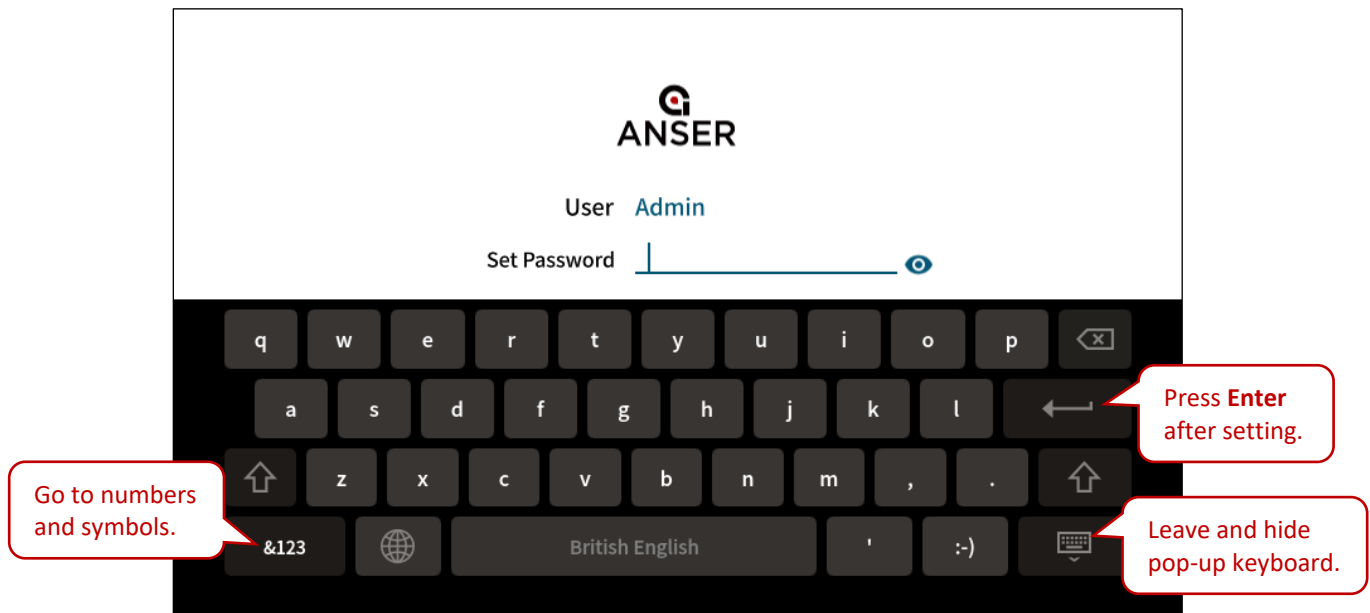 ANSER
User Admin
Set Password
q w e r t y u i o p
a s d f g h j k l
Press Enter
after setting.
z x c v b n m , .
Go to numbers
and symbols.
&123 British English ' :-)
Leave and hide
pop-up keyboard.